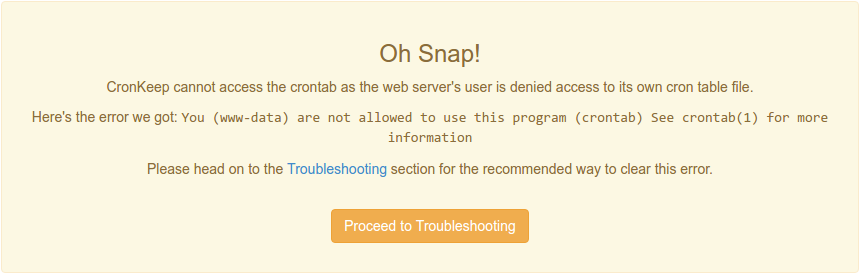 Oh Snap!
CronKeep cannot access the crontab as the web server's user is denied access to its own cron table file.
Here's the error we got: You (www-data) are not allowed to use this program (crontab) See crontab(1) for more
information
Please head on to the Troubleshooting section for the recommended way to clear this error.
Proceed to Troubleshooting